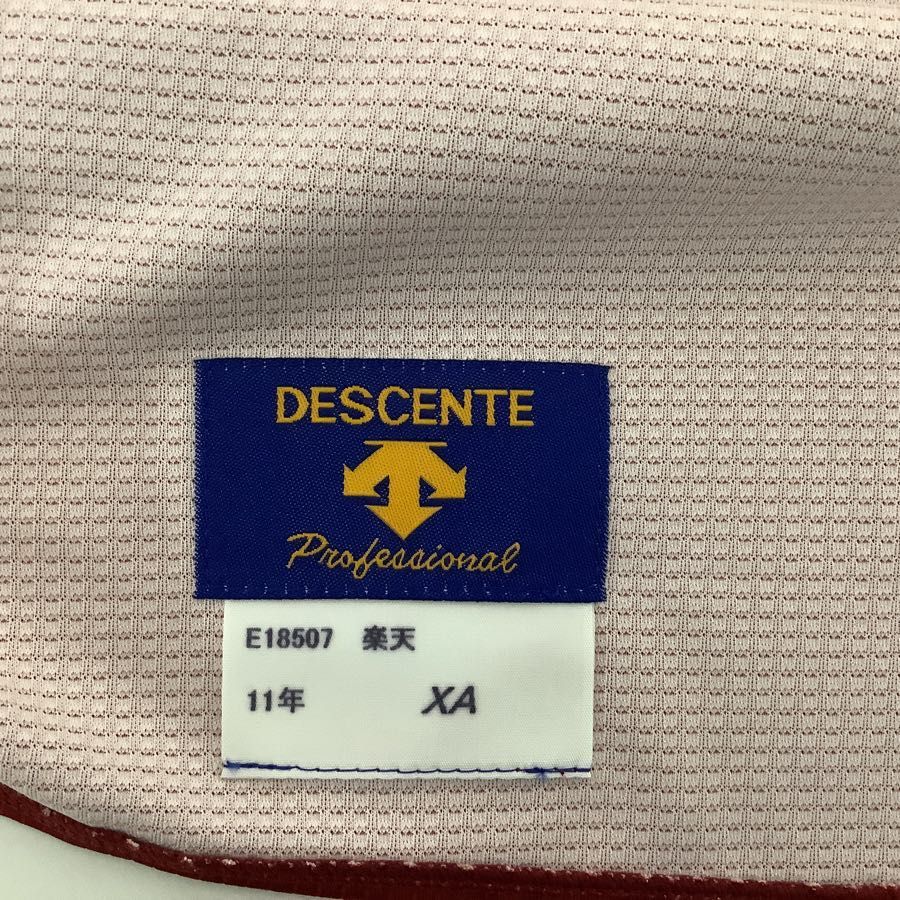 DESCENTE
Professional
E18507 楽天
11年 XA